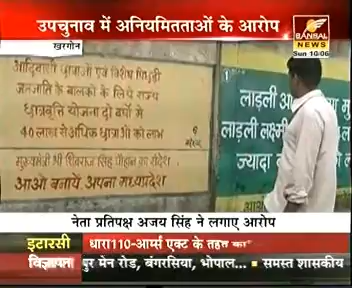 उपचुनाव में अनियमितताओं के आरोप
खरगोन
BANSAL
NEWS
Sun 10:06
आदिवासी छात्राओं एवं विशेष पिछड़ी
जनजाति के बालकों के लिये राज्य
छात्रवृत्ति योजना दो वर्षों में
40 लाख से अधिक छात्राओं को लाभ
मुख्यमंत्री श्री शिवराज सिंह चौहान का संदेश
आओ बनायें अपना मध्यप्रदेश
लाड़ली
लाड़ली लक्ष्मी
ज्यादा
नेता प्रतिपक्ष अजय सिंह ने लगाए आरोप
इटारसी
धारा110-आर्म्स एक्ट के तहत
विज्ञापन
पुर मेन रोड, बंगरसिया, भोपाल... ■ समस्त शासकीय